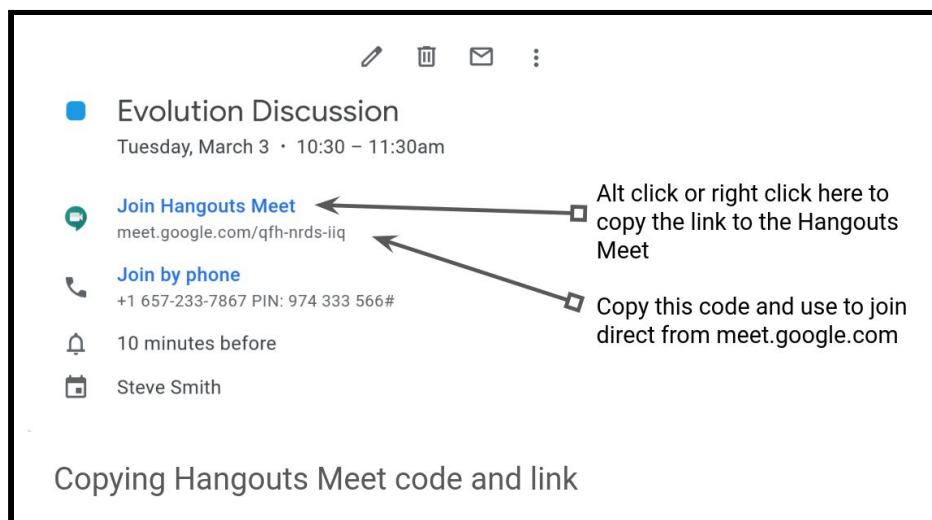 Evolution Discussion
Tuesday, March 3 · 10:30 – 11:30am
Join Hangouts Meet
meet.google.com/qfh-nrds-iiq
Join by phone
+1 657-233-7867 PIN: 974 333 566#
10 minutes before
Steve Smith
Alt click or right click here to
copy the link to the Hangouts
Meet
Copy this code and use to join
direct from meet.google.com
Copying Hangouts Meet code and link